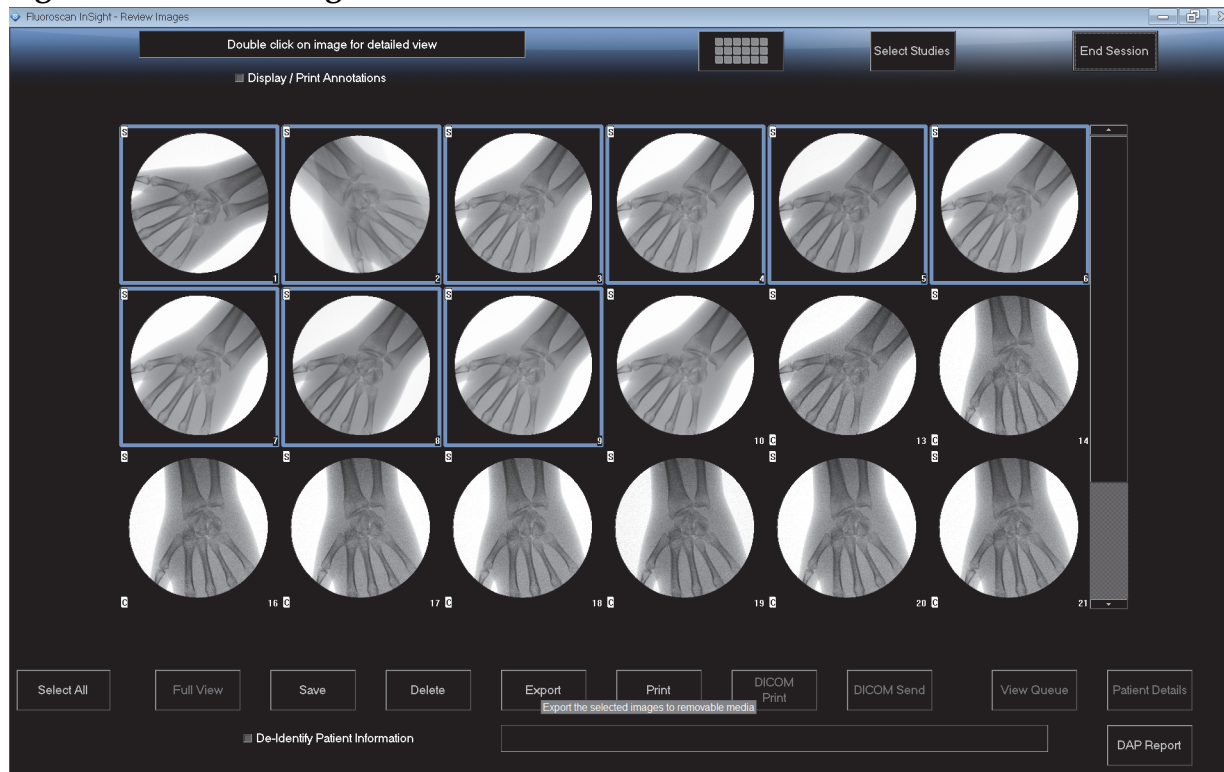 Fluoroscan InSight - Review Images
Double click on image for detailed view
Select Studies
End Session
Display / Print Annotations
S S S S S S
1 2 3 4 5 6
S S S S S S
7 8 9 10 C 13 C 14
S S S S S S
C 16 C 17 C 18 C 19 C 20 C 21
Select All
Full View
Save
Delete
Export
Print
DICOM
Print
DICOM Send
View Queue
Patient Details
Export the selected images to removable media
De-Identify Patient Information
DAP Report